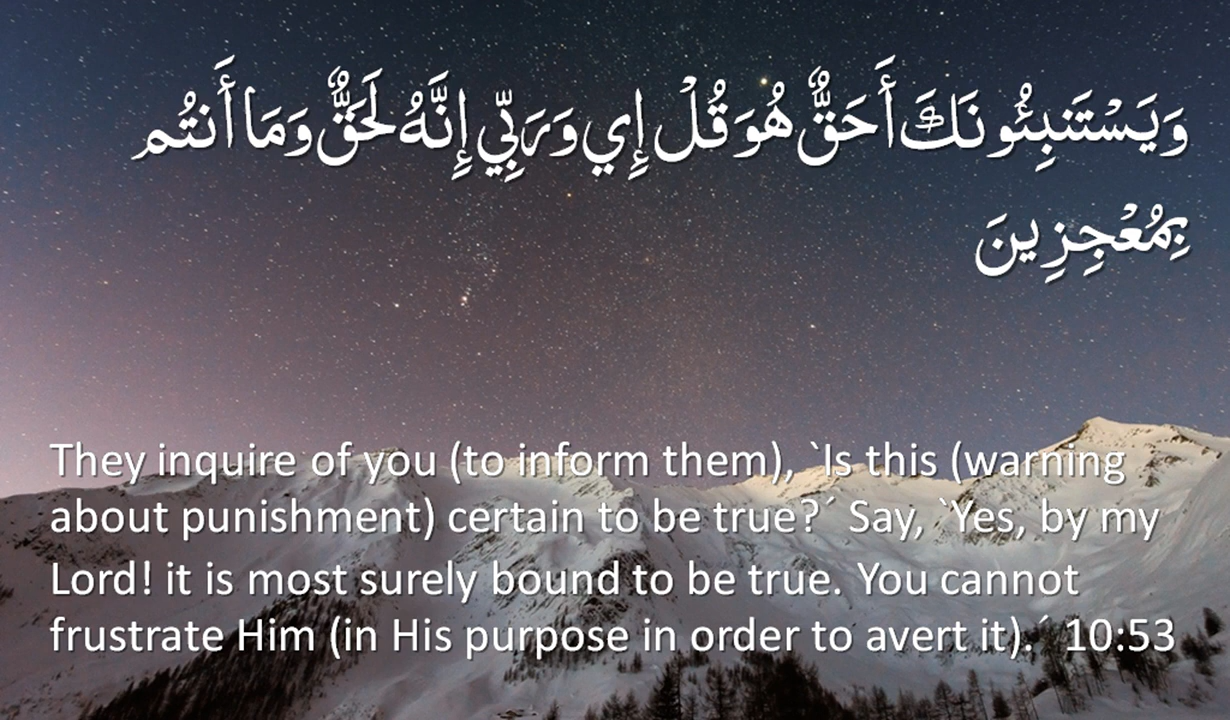 وَيَسْتَنبِئُونَكَ أَحَقٌّ هُوَ قُلْ إِي وَرَبِّي إِنَّهُ لَحَقٌّ وَمَا أَنتُم
بِمُعْجِزِينَ
They inquire of you (to inform them), `Is this (warning
about punishment) certain to be true?´ Say, `Yes, by my
Lord! it is most surely bound to be true. You cannot
frustrate Him (in His purpose in order to avert it).´ 10:53